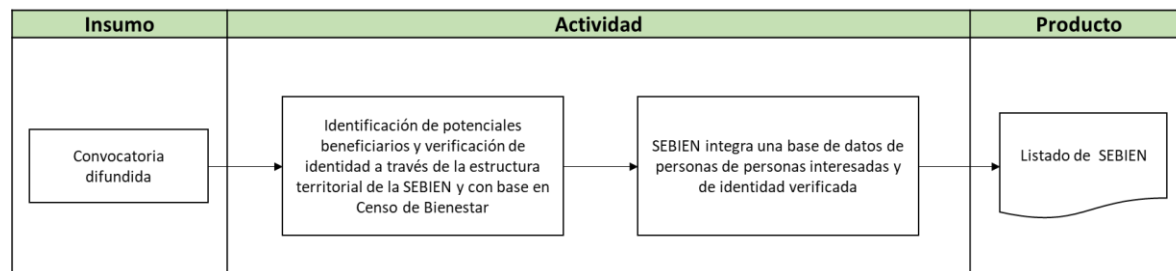 Insumo
Actividad
Producto
Convocatoria
difundida
Identificación de potenciales
beneficiarios y verificación de
identidad a través de la estructura
territorial de la SEBIEN y con base en
Censo de Bienestar
SEBIEN integra una base de datos de
personas de personas interesadas y
de identidad verificada
Listado de SEBIEN